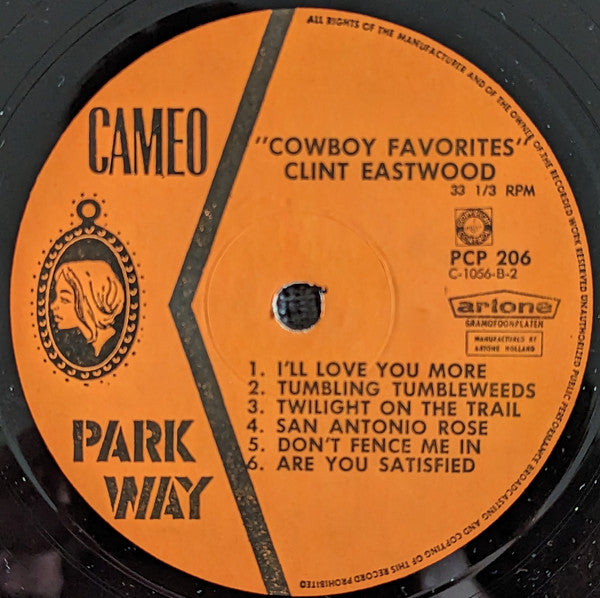 ALL RIGHTS OF THE MANUFACTURER AND OF THE OWNER OF THE RECORDED WORK RESERVED UNAUTHORIZED PUBLIC PERFORMANCE BROADCASTING AND COPYING OF THIS RECORD PROHIBITED
CAMEO
"COWBOY FAVORITES"
CLINT EASTWOOD
33 1/3 RPM
PCP 206
C-1056-B-2
artone
GRAMOFOONPLATEN
MANUFACTURED BY
ARTONE HOLLAND
1. I'LL LOVE YOU MORE
2. TUMBLING TUMBLEWEEDS
3. TWILIGHT ON THE TRAIL
4. SAN ANTONIO ROSE
5. DON'T FENCE ME IN
6. ARE YOU SATISFIED
PARK
WAY